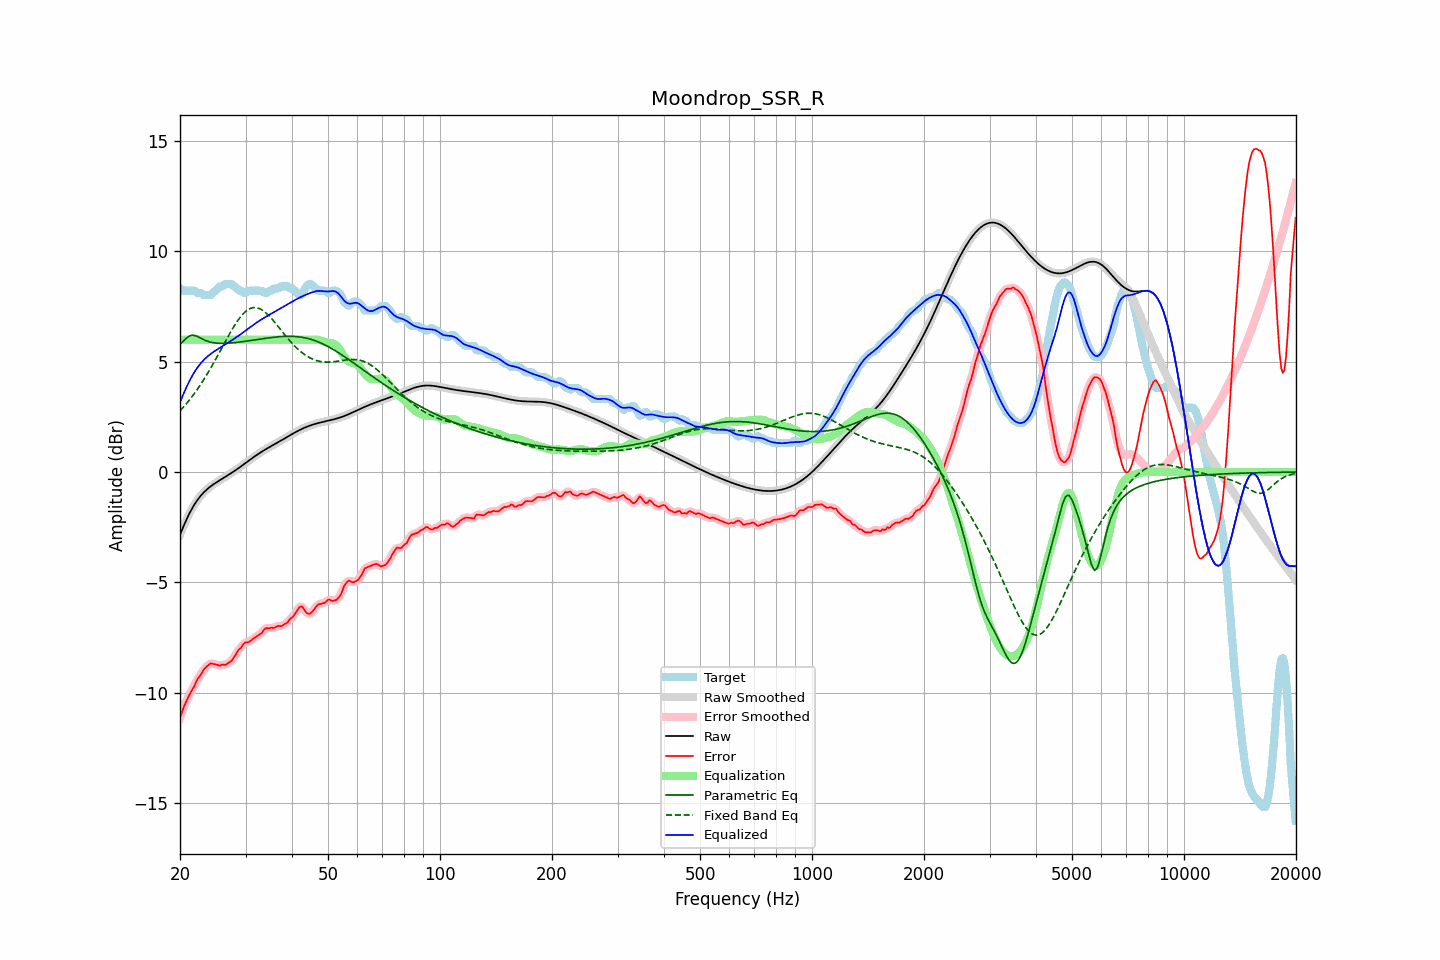 Moondrop_SSR_R
Amplitude (dBr)
15
10
5
0
−5
−10
−15
Target
Raw Smoothed
Error Smoothed
Raw
Error
Equalization
Parametric Eq
Fixed Band Eq
Equalized
20 50 100 200 500 1000 2000 5000 10000 20000
Frequency (Hz)